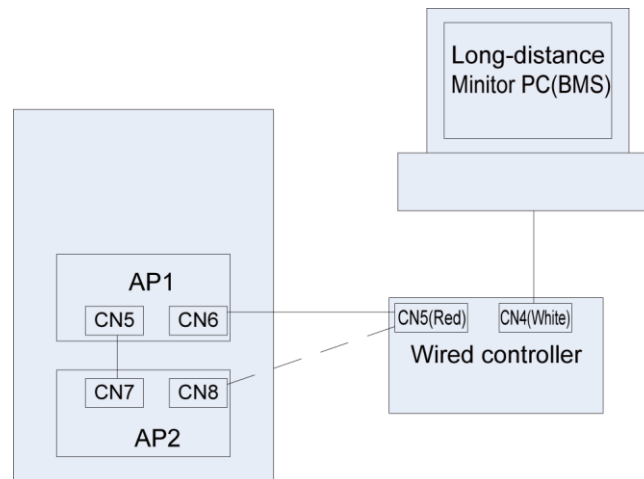 Long-distance
Minitor PC(BMS)
AP1
CN5
CN6
CN5(Red)
CN4(White)
Wired controller
CN7
CN8
AP2